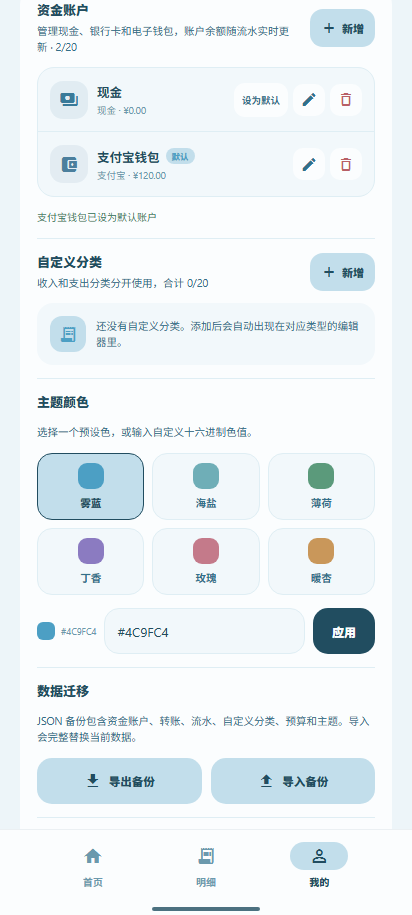 资金账户
管理现金、银行卡和电子钱包，账户余额随流水实时更
新 · 2/20
新增
现金
现金 · ¥0.00
设为默认
支付宝钱包
默认
支付宝 · ¥120.00
支付宝钱包已设为默认账户
自定义分类
收入和支出分类分开使用，合计 0/20
新增
还没有自定义分类。添加后会自动出现在对应类型的编辑
器里。
主题颜色
选择一个预设色，或输入自定义十六进制色值。
雾蓝
海盐
薄荷
丁香
玫瑰
暖杏
#4C9FC4
#4C9FC4
应用
数据迁移
JSON 备份包含资金账户、转账、流水、自定义分类、预算和主题。导入
会完整替换当前数据。
导出备份
导入备份
首页
明细
我的